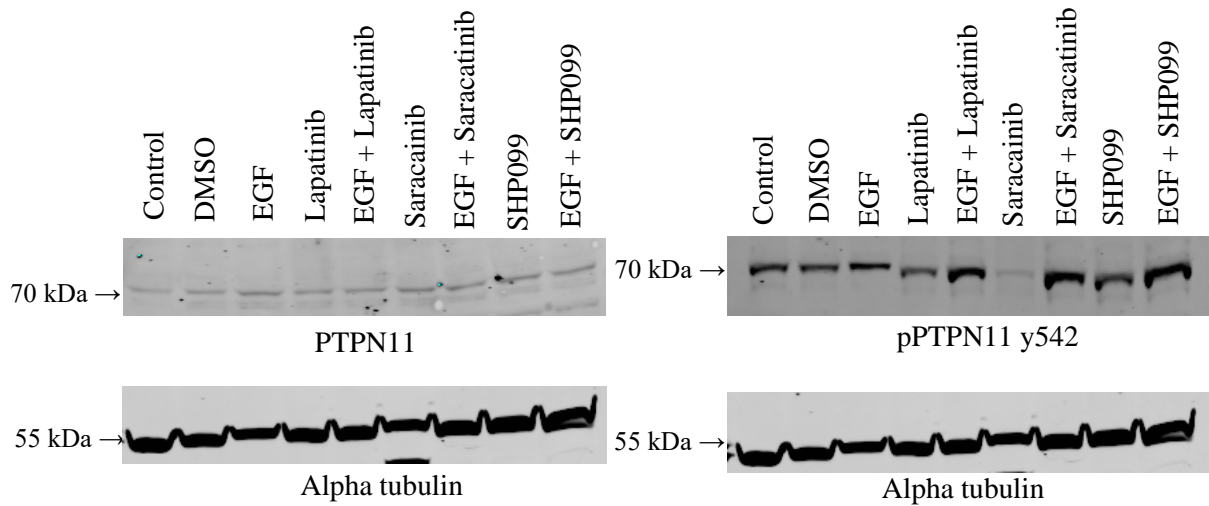 Control
DMSO
EGF
Lapatinib
EGF + Lapatinib
Saracainib
EGF + Saracatinib
SHP099
EGF + SHP099
70 kDa →
PTPN11
55 kDa →
Alpha tubulin
Control
DMSO
EGF
Lapatinib
EGF + Lapatinib
Saracainib
EGF + Saracatinib
SHP099
EGF + SHP099
70 kDa →
pPTPN11 y542
55 kDa →
Alpha tubulin